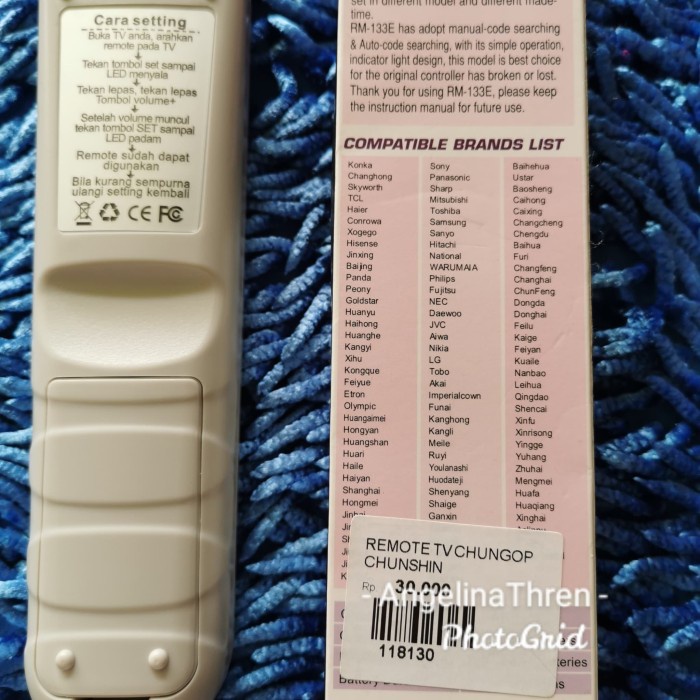 Cara setting
Buka TV anda, arahkan
remote pada TV
Tekan tombol set sampai
LED menyala
Tekan lepas, tekan lepas
Tombol volume+
Setelah volume muncul
tekan tombol SET sampai
LED padam
Remote sudah dapat
digunakan
Bila kurang sempurna
ulangi setting kembali
CE FC
set in different model and different made-
time.
RM-133E has adopt manual-code searching
& Auto-code searching, with its simple operation,
indicator light design, this model is best choice
for the original controller has broken or lost.
Thank you for using RM-133E, please keep
the instruction manual for future use.
COMPATIBLE BRANDS LIST
Konka
Changhong
Skyworth
TCL
Haier
Conrowa
Xogego
Hisense
Jinxing
Baijing
Panda
Peony
Goldstar
Huanyu
Haihong
Huanghe
Kangyi
Xihu
Kongque
Feiyue
Etron
Olympic
Huangaimei
Hongyan
Huangshan
Huari
Haile
Haiyan
Shanghai
Hongmei
Sony
Panasonic
Sharp
Mitsubishi
Toshiba
Samsung
Sanyo
Hitachi
National
WARUMAIA
Philips
Fujitsu
NEC
Daewoo
JVC
Aiwa
Nikia
LG
Tobo
Akai
Imperialcown
Funai
Kanghong
Kangli
Meile
Ruyi
Youlanashi
Huodateji
Shenyang
Shaige
Ganxin
Baihehua
Ustar
Baosheng
Caihong
Caixing
Changcheng
Chengdu
Baihua
Furi
Changfeng
Changhai
ChunFeng
Dongda
Donghai
Feilu
Kaige
Feiyan
Kuaile
Nanbao
Leihua
Qingdao
Shencai
Xinfu
Xinrisong
Yingge
Yuhang
Zhuhai
Mengmei
Huafa
Huaqiang
Xinghai
REMOTE TV CHUNGOP
CHUNSHIN
Rp 30.000
- AngelinaThren -
PhotoGrid
118130